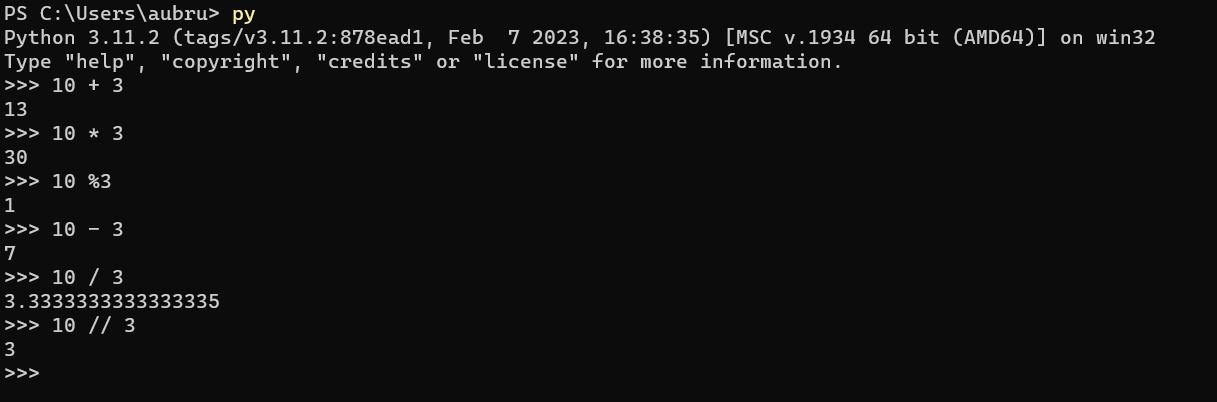 PS C:\Users\aubru> py
Python 3.11.2 (tags/v3.11.2:878ead1, Feb  7 2023, 16:38:35) [MSC v.1934 64 bit (AMD64)] on win32
Type "help", "copyright", "credits" or "license" for more information.
>>> 10 + 3
13
>>> 10 * 3
30
>>> 10 %3
1
>>> 10 - 3
7
>>> 10 / 3
3.3333333333333335
>>> 10 // 3
3
>>>